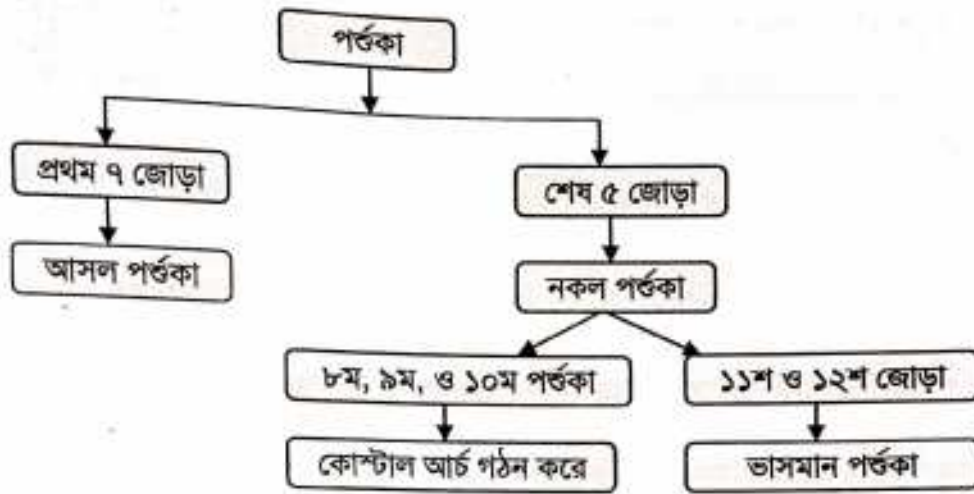 পর্শুকা
প্রথম ৭ জোড়া
শেষ ৫ জোড়া
আসল পর্শুকা
নকল পর্শুকা
৮ম, ৯ম, ও ১০ম পর্শুকা
১১শ ও ১২শ জোড়া
কোস্টাল আর্চ গঠন করে
ভাসমান পর্শুকা